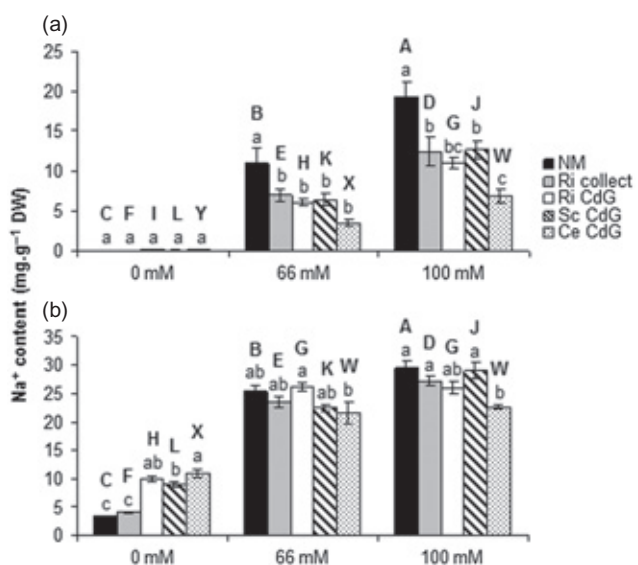 (a)
Na⁺ content (mg.g⁻¹ DW)
25
20
15
10
5
0
C F I L Y
a a a a a
B
a
E
b
H
b
K
b
X
b
A
a
D
b
G
bc
J
b
W
c
0 mM 66 mM 100 mM
NM
Ri collect
Ri CdG
Sc CdG
Ce CdG
(b)
35
30
25
20
15
10
5
0
C
c
F
c
H
ab
L
b
X
a
B
ab
E
ab
G
a
K
ab
W
b
A
a
D
a
G
ab
J
a
W
b
0 mM 66 mM 100 mM